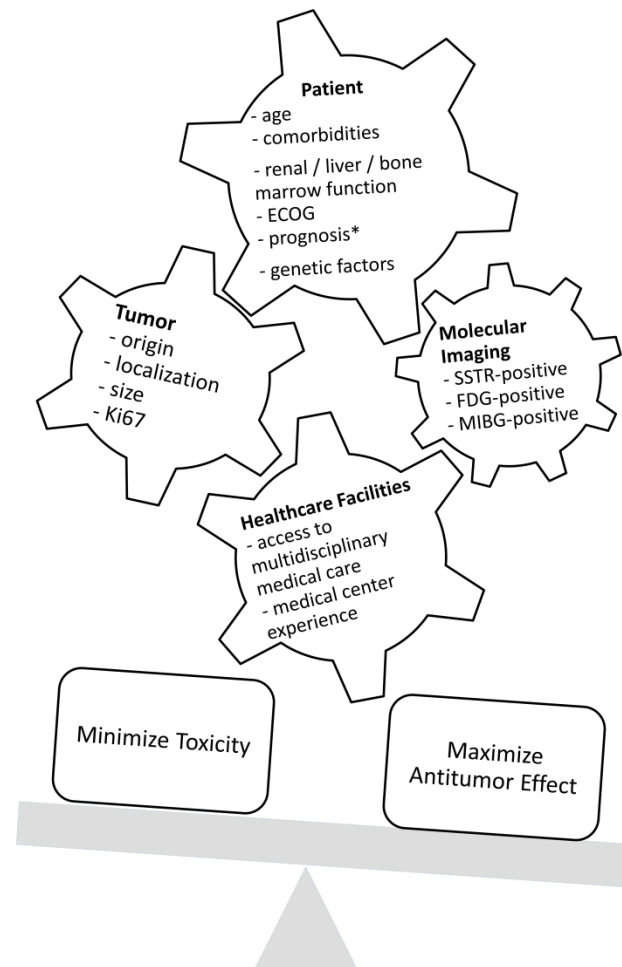 Patient
- age
- comorbidities
- renal / liver / bone
marrow function
- ECOG
- prognosis*
- genetic factors
Tumor
- origin
- localization
- size
- Ki67
Molecular
Imaging
- SSTR-positive
- FDG-positive
- MIBG-positive
Healthcare Facilities
- access to
multidisciplinary
medical care
- medical center
experience
Minimize Toxicity
Maximize
Antitumor Effect